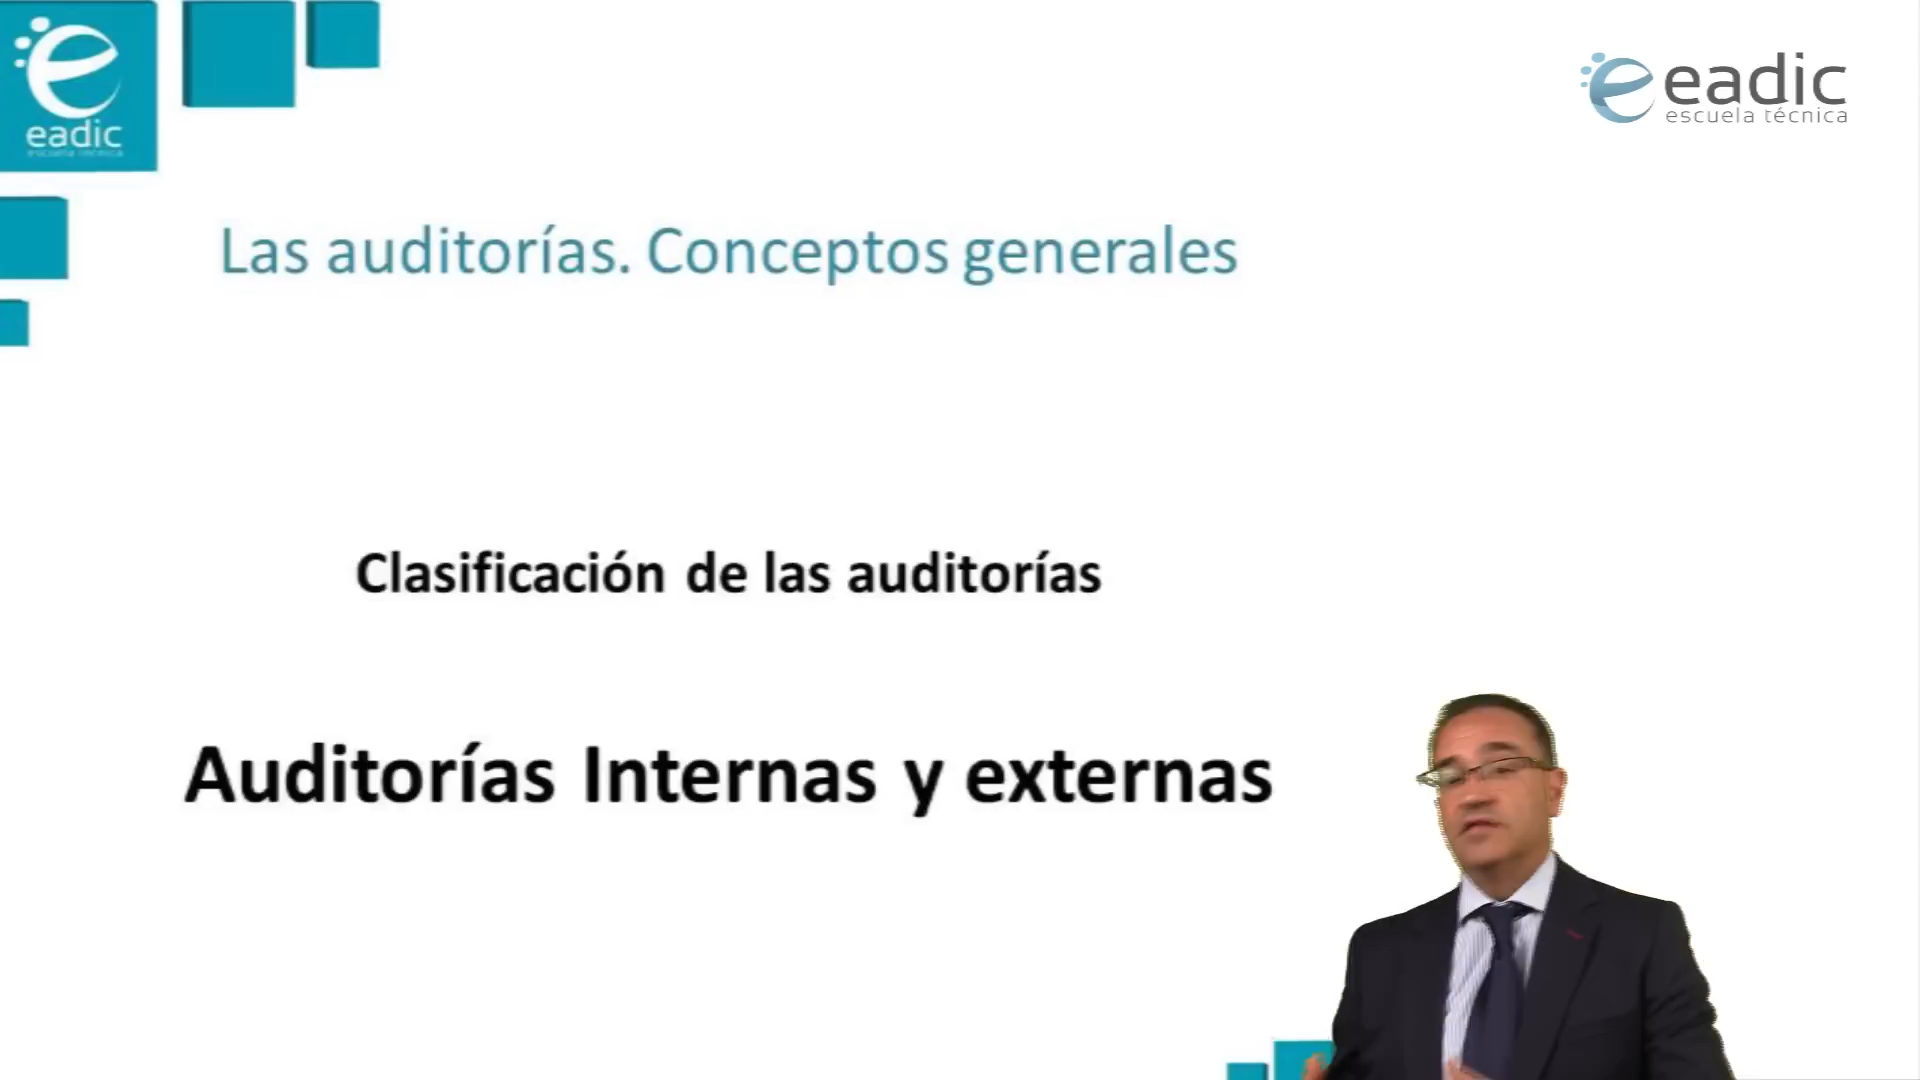 eadic
escuela técnica
eadic
escuela técnica
Las auditorías. Conceptos generales
Clasificación de las auditorías
Auditorías Internas y externas